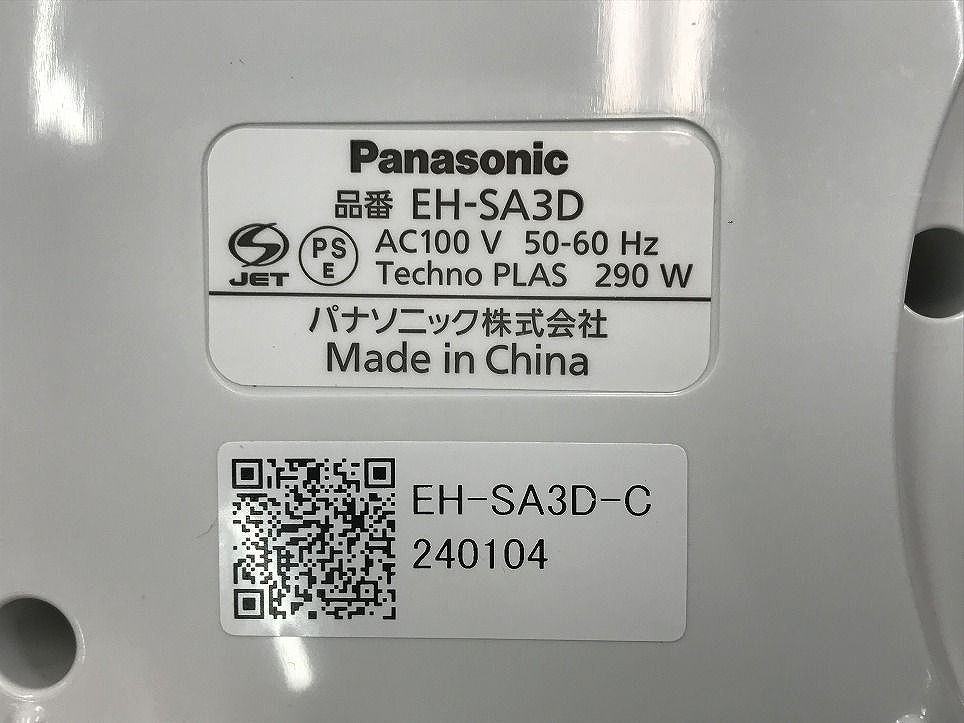 Panasonic
品番 EH-SA3D
JET PS E AC100 V 50-60 Hz
Techno PLAS 290 W
パナソニック株式会社
Made in China
EH-SA3D-C
240104